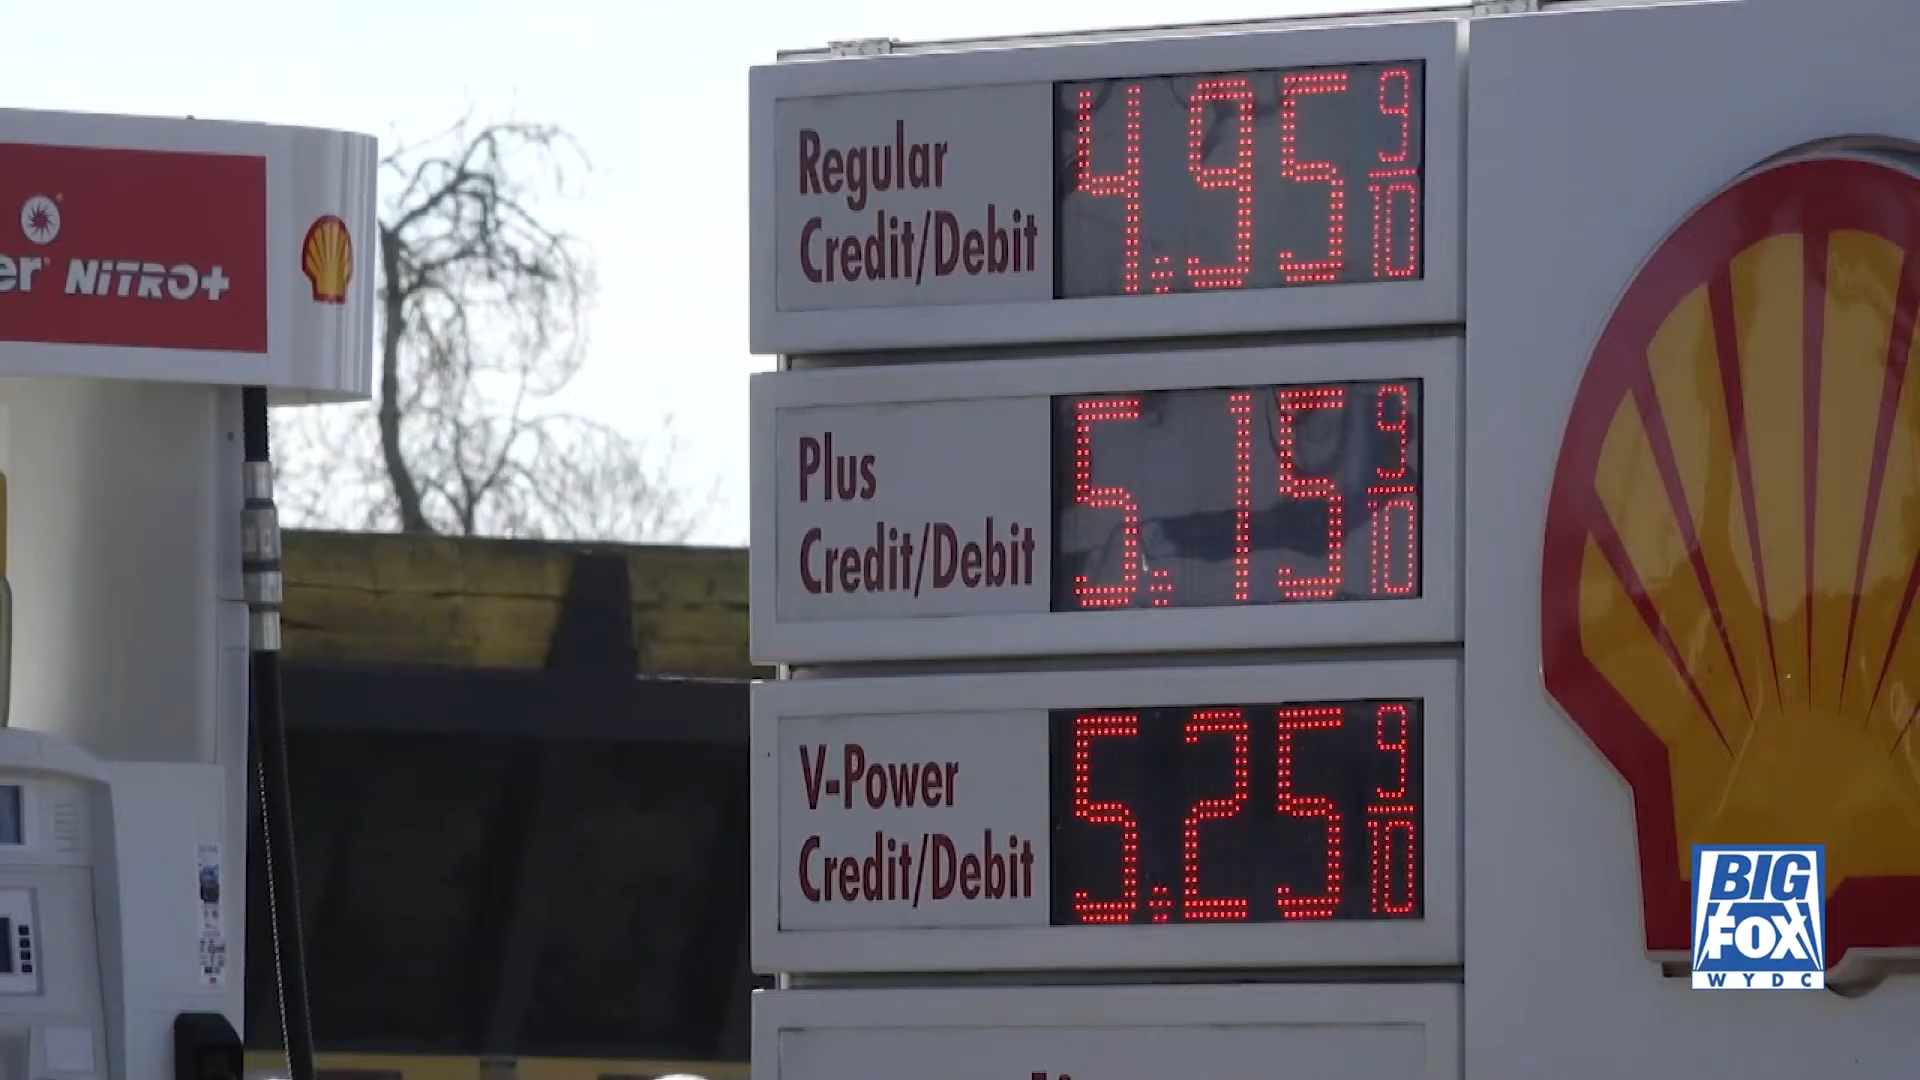 er NiTRO+
Regular
Credit/Debit
4.95 9/10
Plus
Credit/Debit
5.15 9/10
V-Power
Credit/Debit
5.25 9/10
BIG
FOX
WYDC